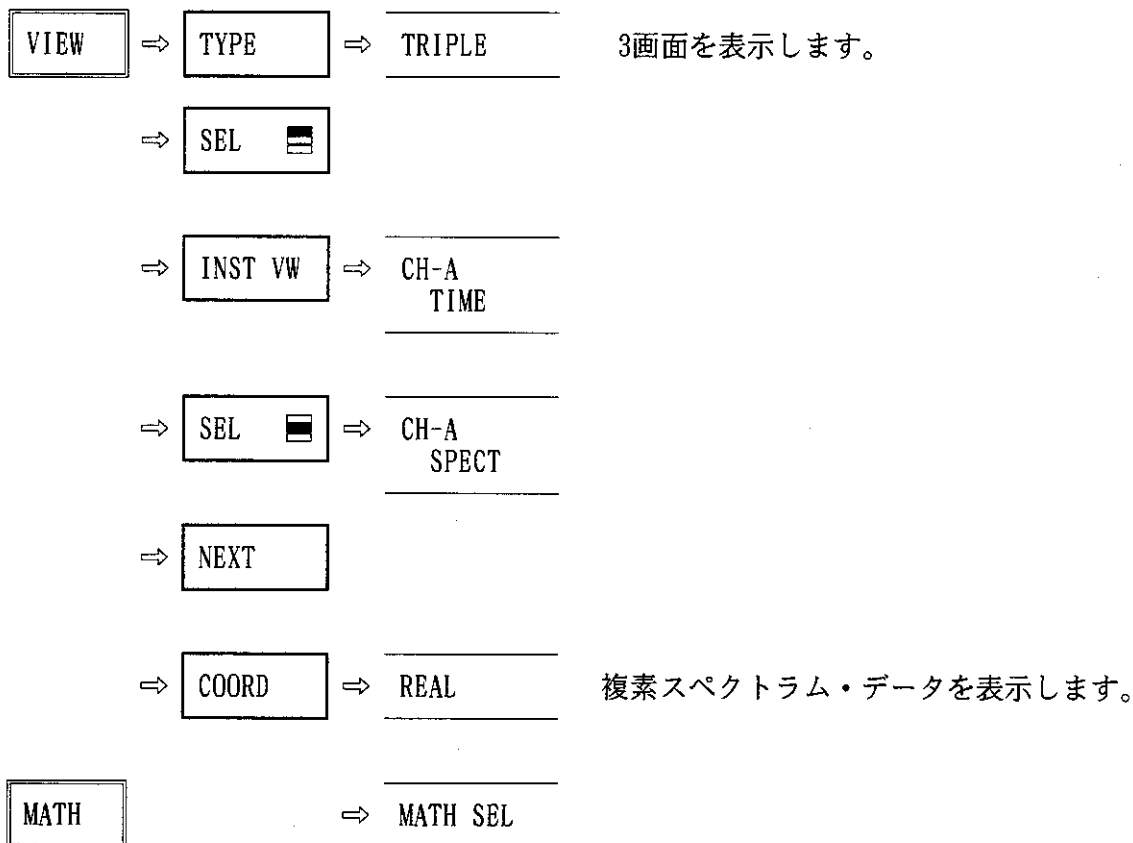 VIEW ⇒ TYPE ⇒ TRIPLE 3画面を表示します。
⇒ SEL
⇒ INST VW ⇒ CH-A
TIME
⇒ SEL ⇒ CH-A
SPECT
⇒ NEXT
⇒ COORD ⇒ REAL 複素スペクトラム・データを表示します。
MATH ⇒ MATH SEL